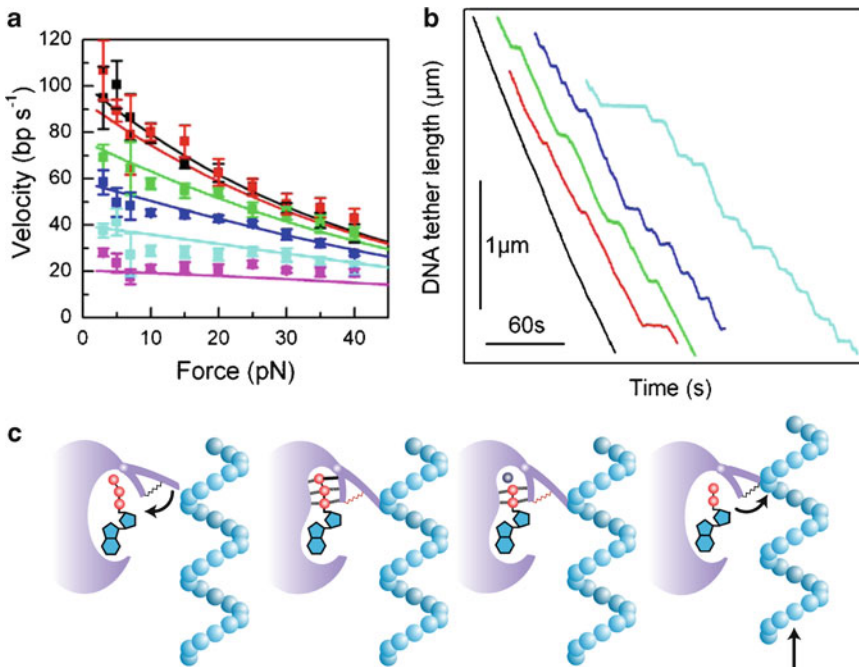 a
120
100
80
60
40
20
0
Velocity (bp s⁻¹)
0 10 20 30 40
Force (pN)
b
DNA tether length (µm)
1µm
60s
Time (s)
c